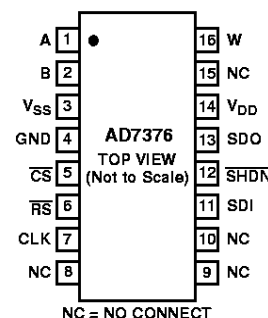 A 1 16 W
B 2 15 NC
VSS 3 14 VDD
GND 4 AD7376 13 SDO
TOP VIEW
CS 5 (Not to Scale) 12 SHDN
RS 6 11 SDI
CLK 7 10 NC
NC 8 9 NC
NC = NO CONNECT